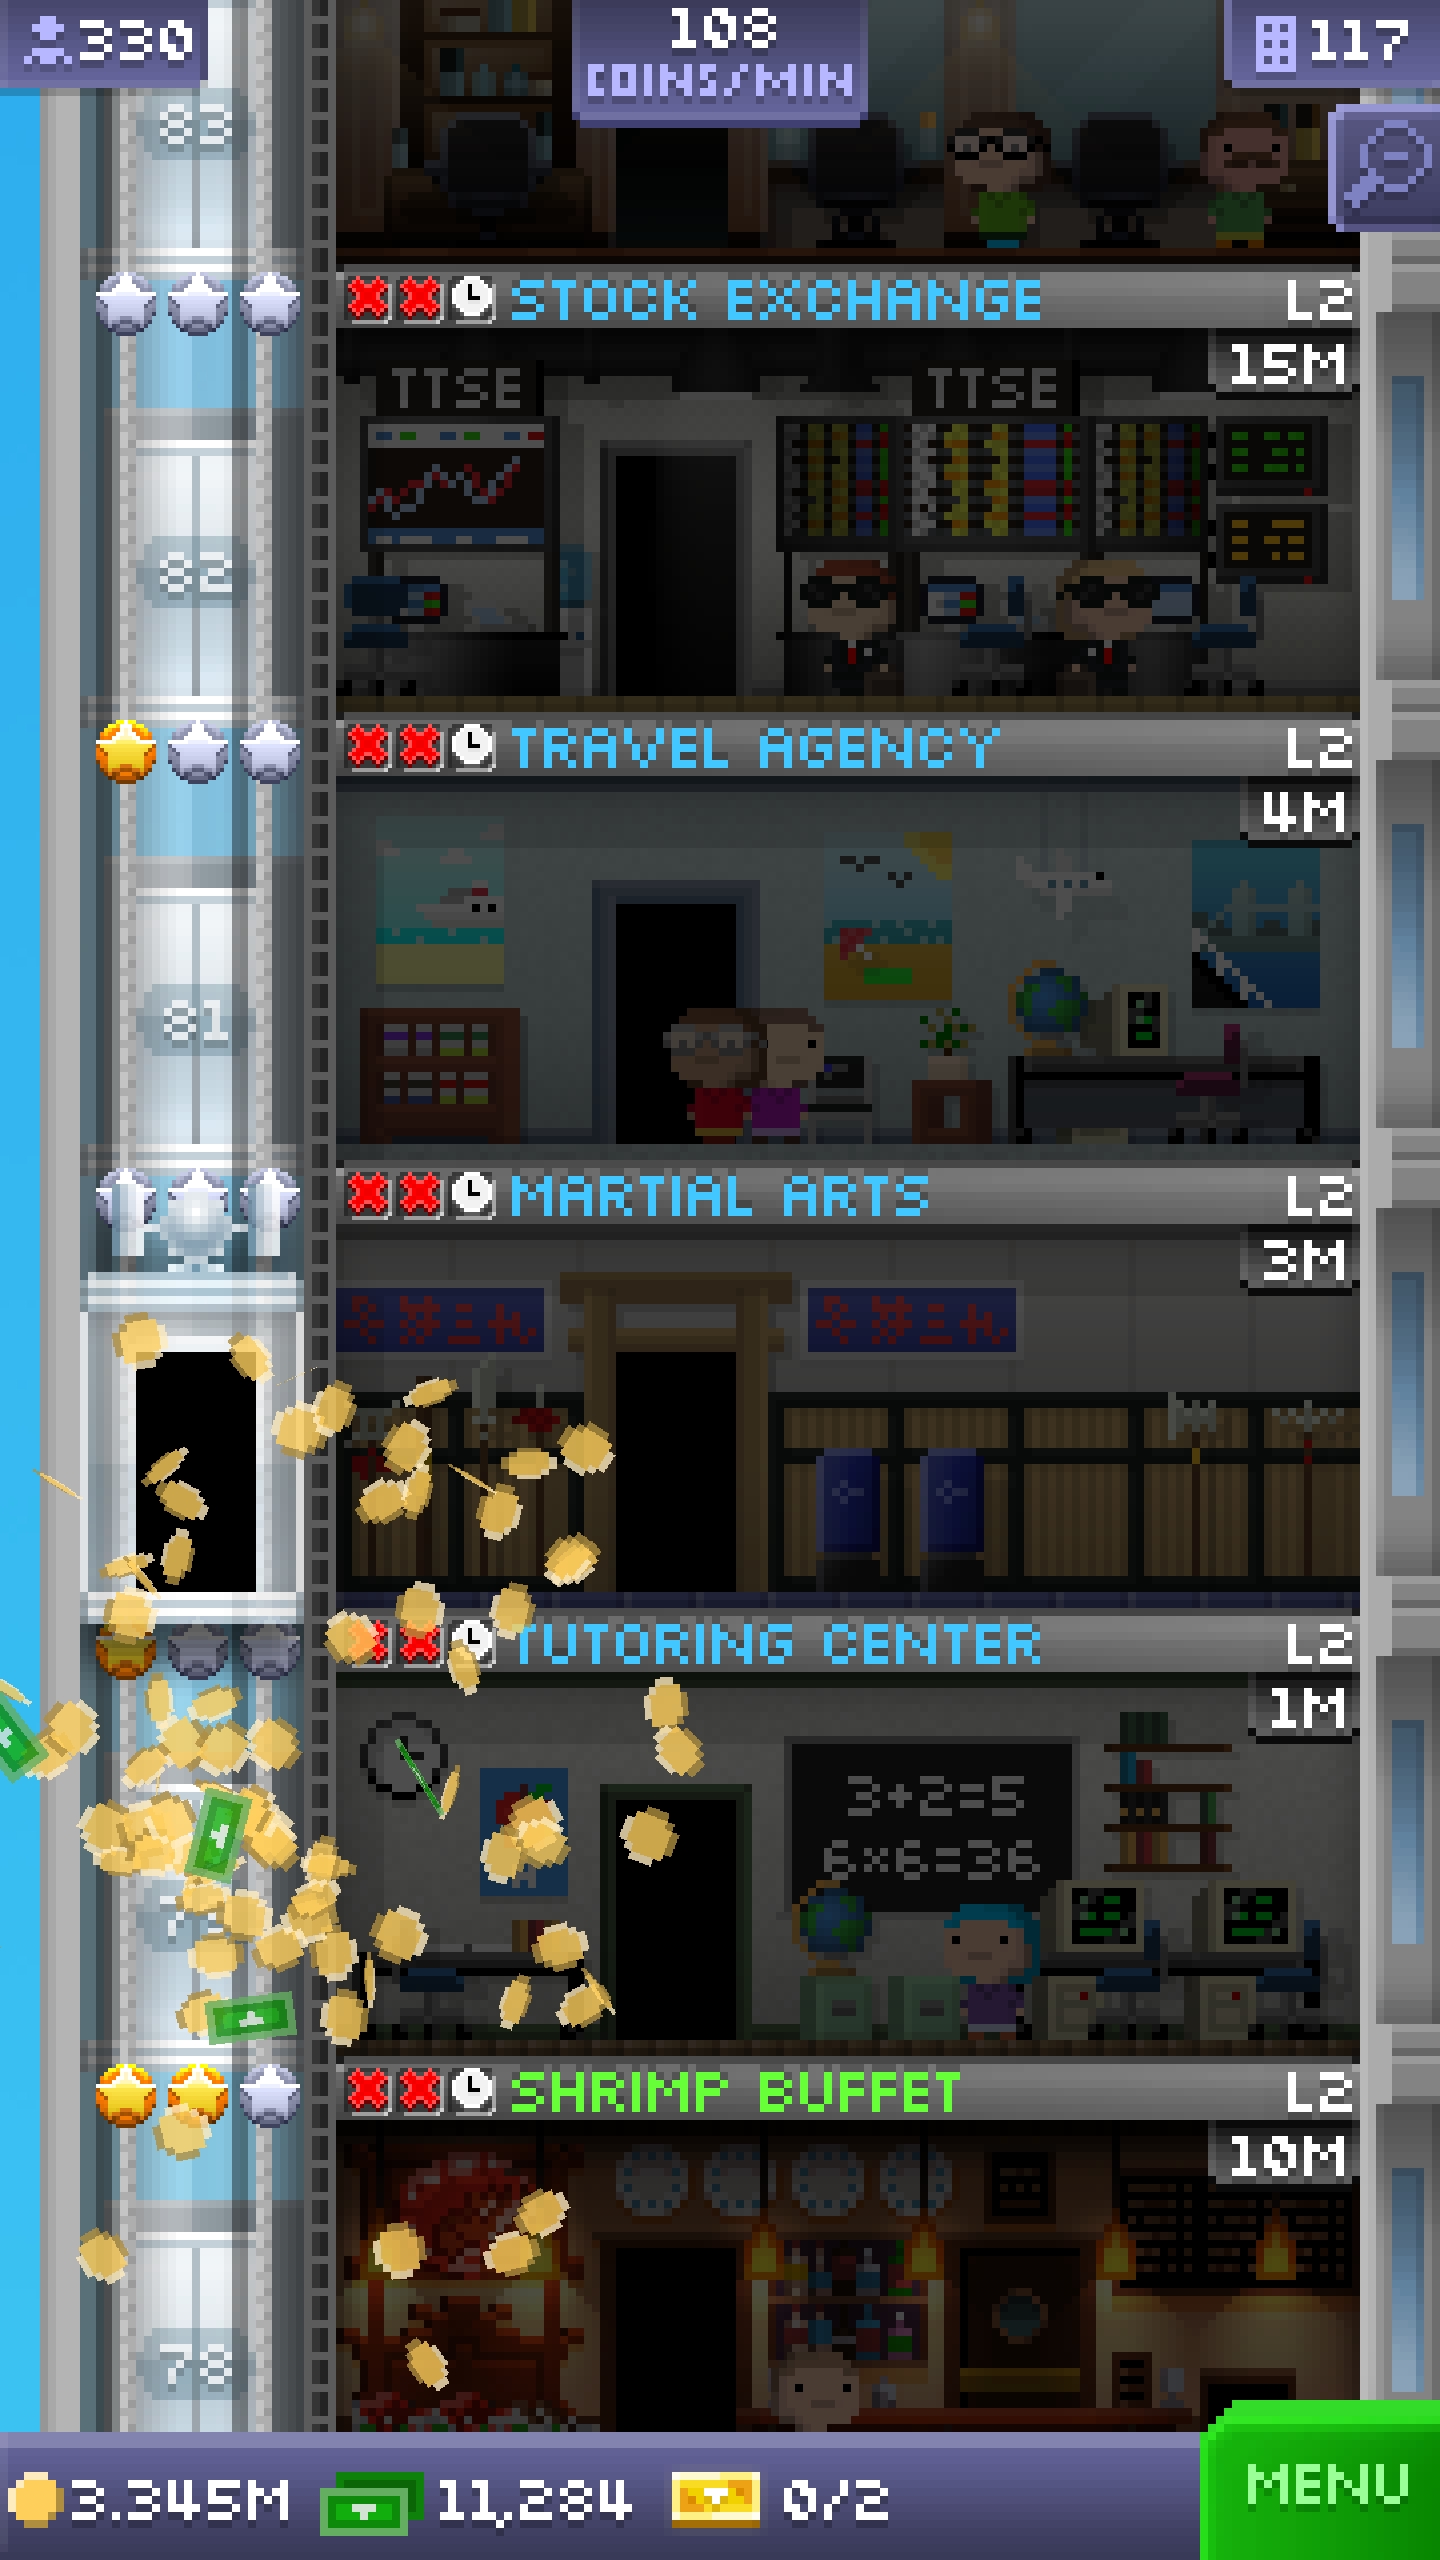 330
108
COINS/MIN
117
83
STOCK EXCHANGE L2
15M
TTSE TTSE
82
TRAVEL AGENCY L2
4M
81
MARTIAL ARTS L2
3M
TUTORING CENTER L2
1M
3+2=5
6×6=36
SHRIMP BUFFET L2
10M
78
3.345M 11,284 0/2
MENU